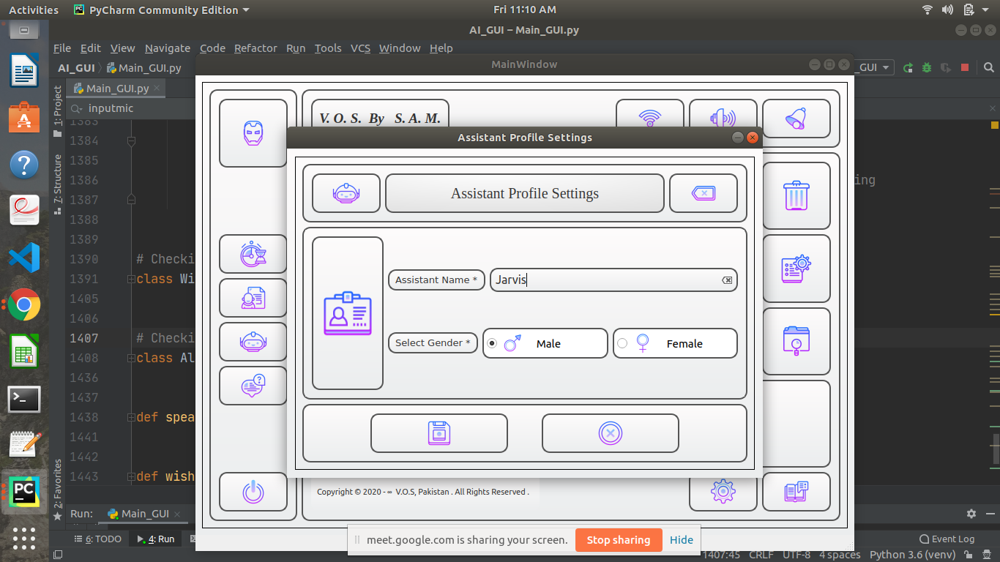 Activities PyCharm Community Edition Fri 11:10 AM
AI_GUI – Main_GUI.py
File Edit View Navigate Code Refactor Run Tools VCS Window Help
AI_GUI Main_GUI.py MainWindow _GUI
Main_GUI.py
inputmic
1: Project
7: Structure
2: Favorites
1383
1384
1385
1386
1387
1388
1389
1390 # Checki
1391 class Wi
1405
1406
1407 # Checki
1408 class Al
1436
1437
1438 def spea
1441
1442
1443 def wish
ing
V. O. S. By S. A. M.
Assistant Profile Settings
Assistant Profile Settings
Assistant Name *
Jarvis
Select Gender *
Male
Female
Copyright © 2020 - ∞ V.O.S, Pakistan . All Rights Reserved .
Run: Main_GUI
6: TODO 4: Run Event Log
meet.google.com is sharing your screen. Stop sharing Hide
1407:45 CRLF UTF-8 4 spaces Python 3.6 (venv)